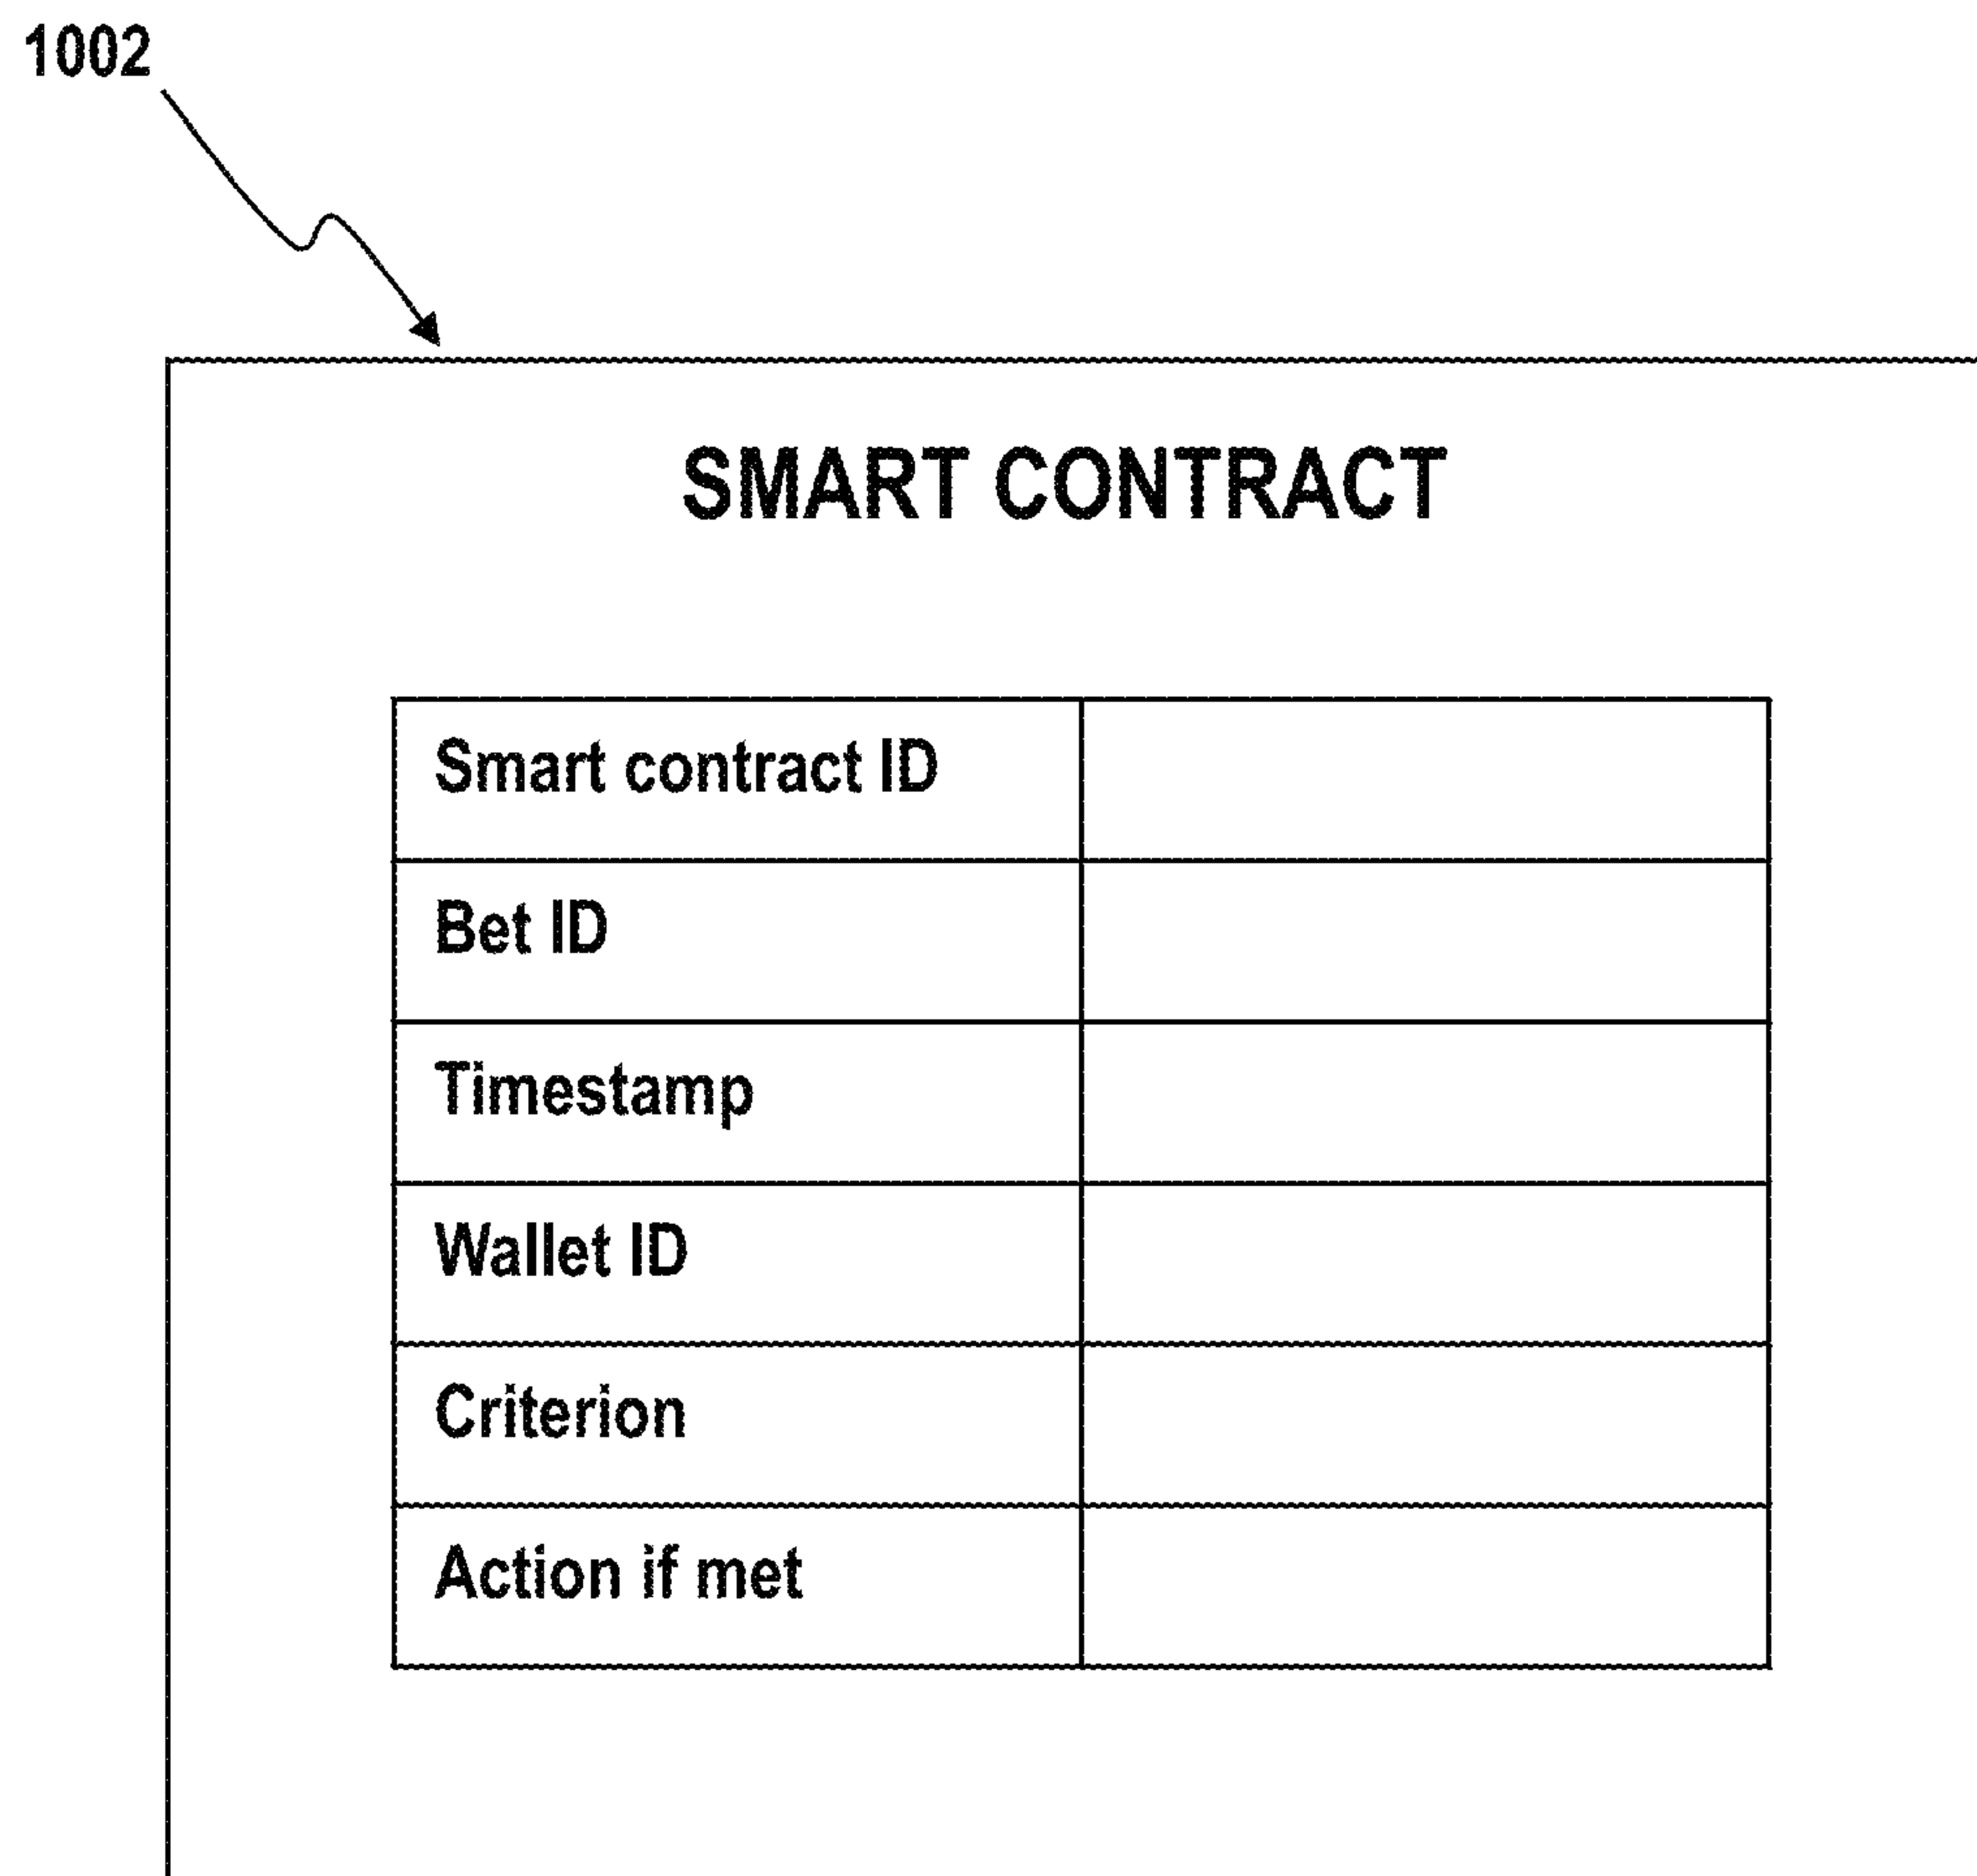 1002
SMART CONTRACT
Smart contract ID
Bet ID
Timestamp
Wallet ID
Criterion
Action if met